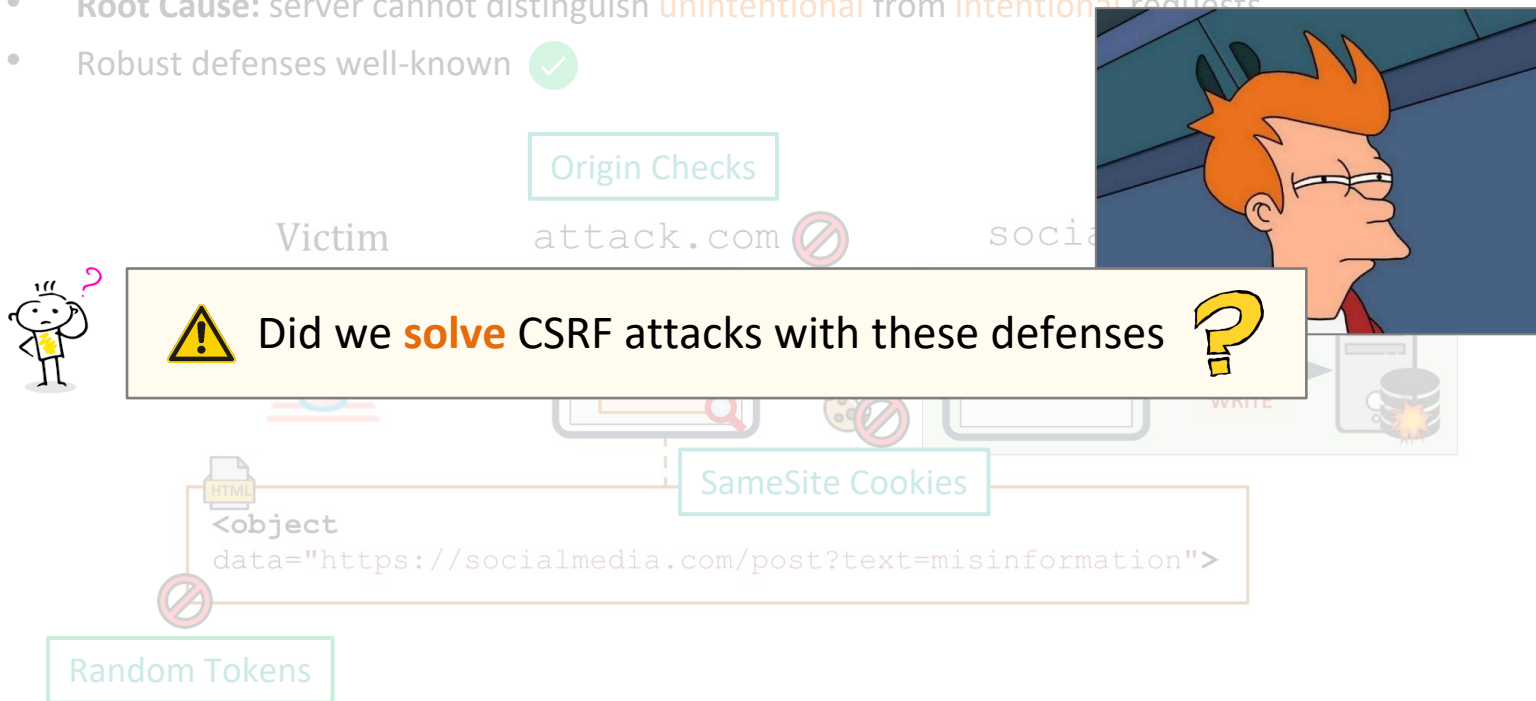 • Root Cause: server cannot distinguish unintentional from intentional requests
• Robust defenses well-known
Origin Checks
Victim
attack.com
socia
Did we solve CSRF attacks with these defenses
WRITE
SameSite Cookies
HTML
<object
data="https://socialmedia.com/post?text=misinformation">
Random Tokens